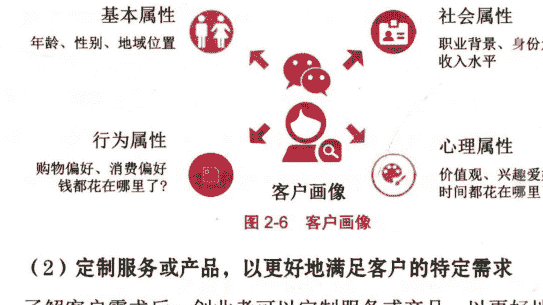 基本属性
年龄、性别、地域位置
社会属性
职业背景、身份
收入水平
行为属性
购物偏好、消费偏好
钱都花在哪里了？
心理属性
价值观、兴趣爱
时间都花在哪里
客户画像
图 2-6 客户画像
（2）定制服务或产品，以更好地满足客户的特定需求